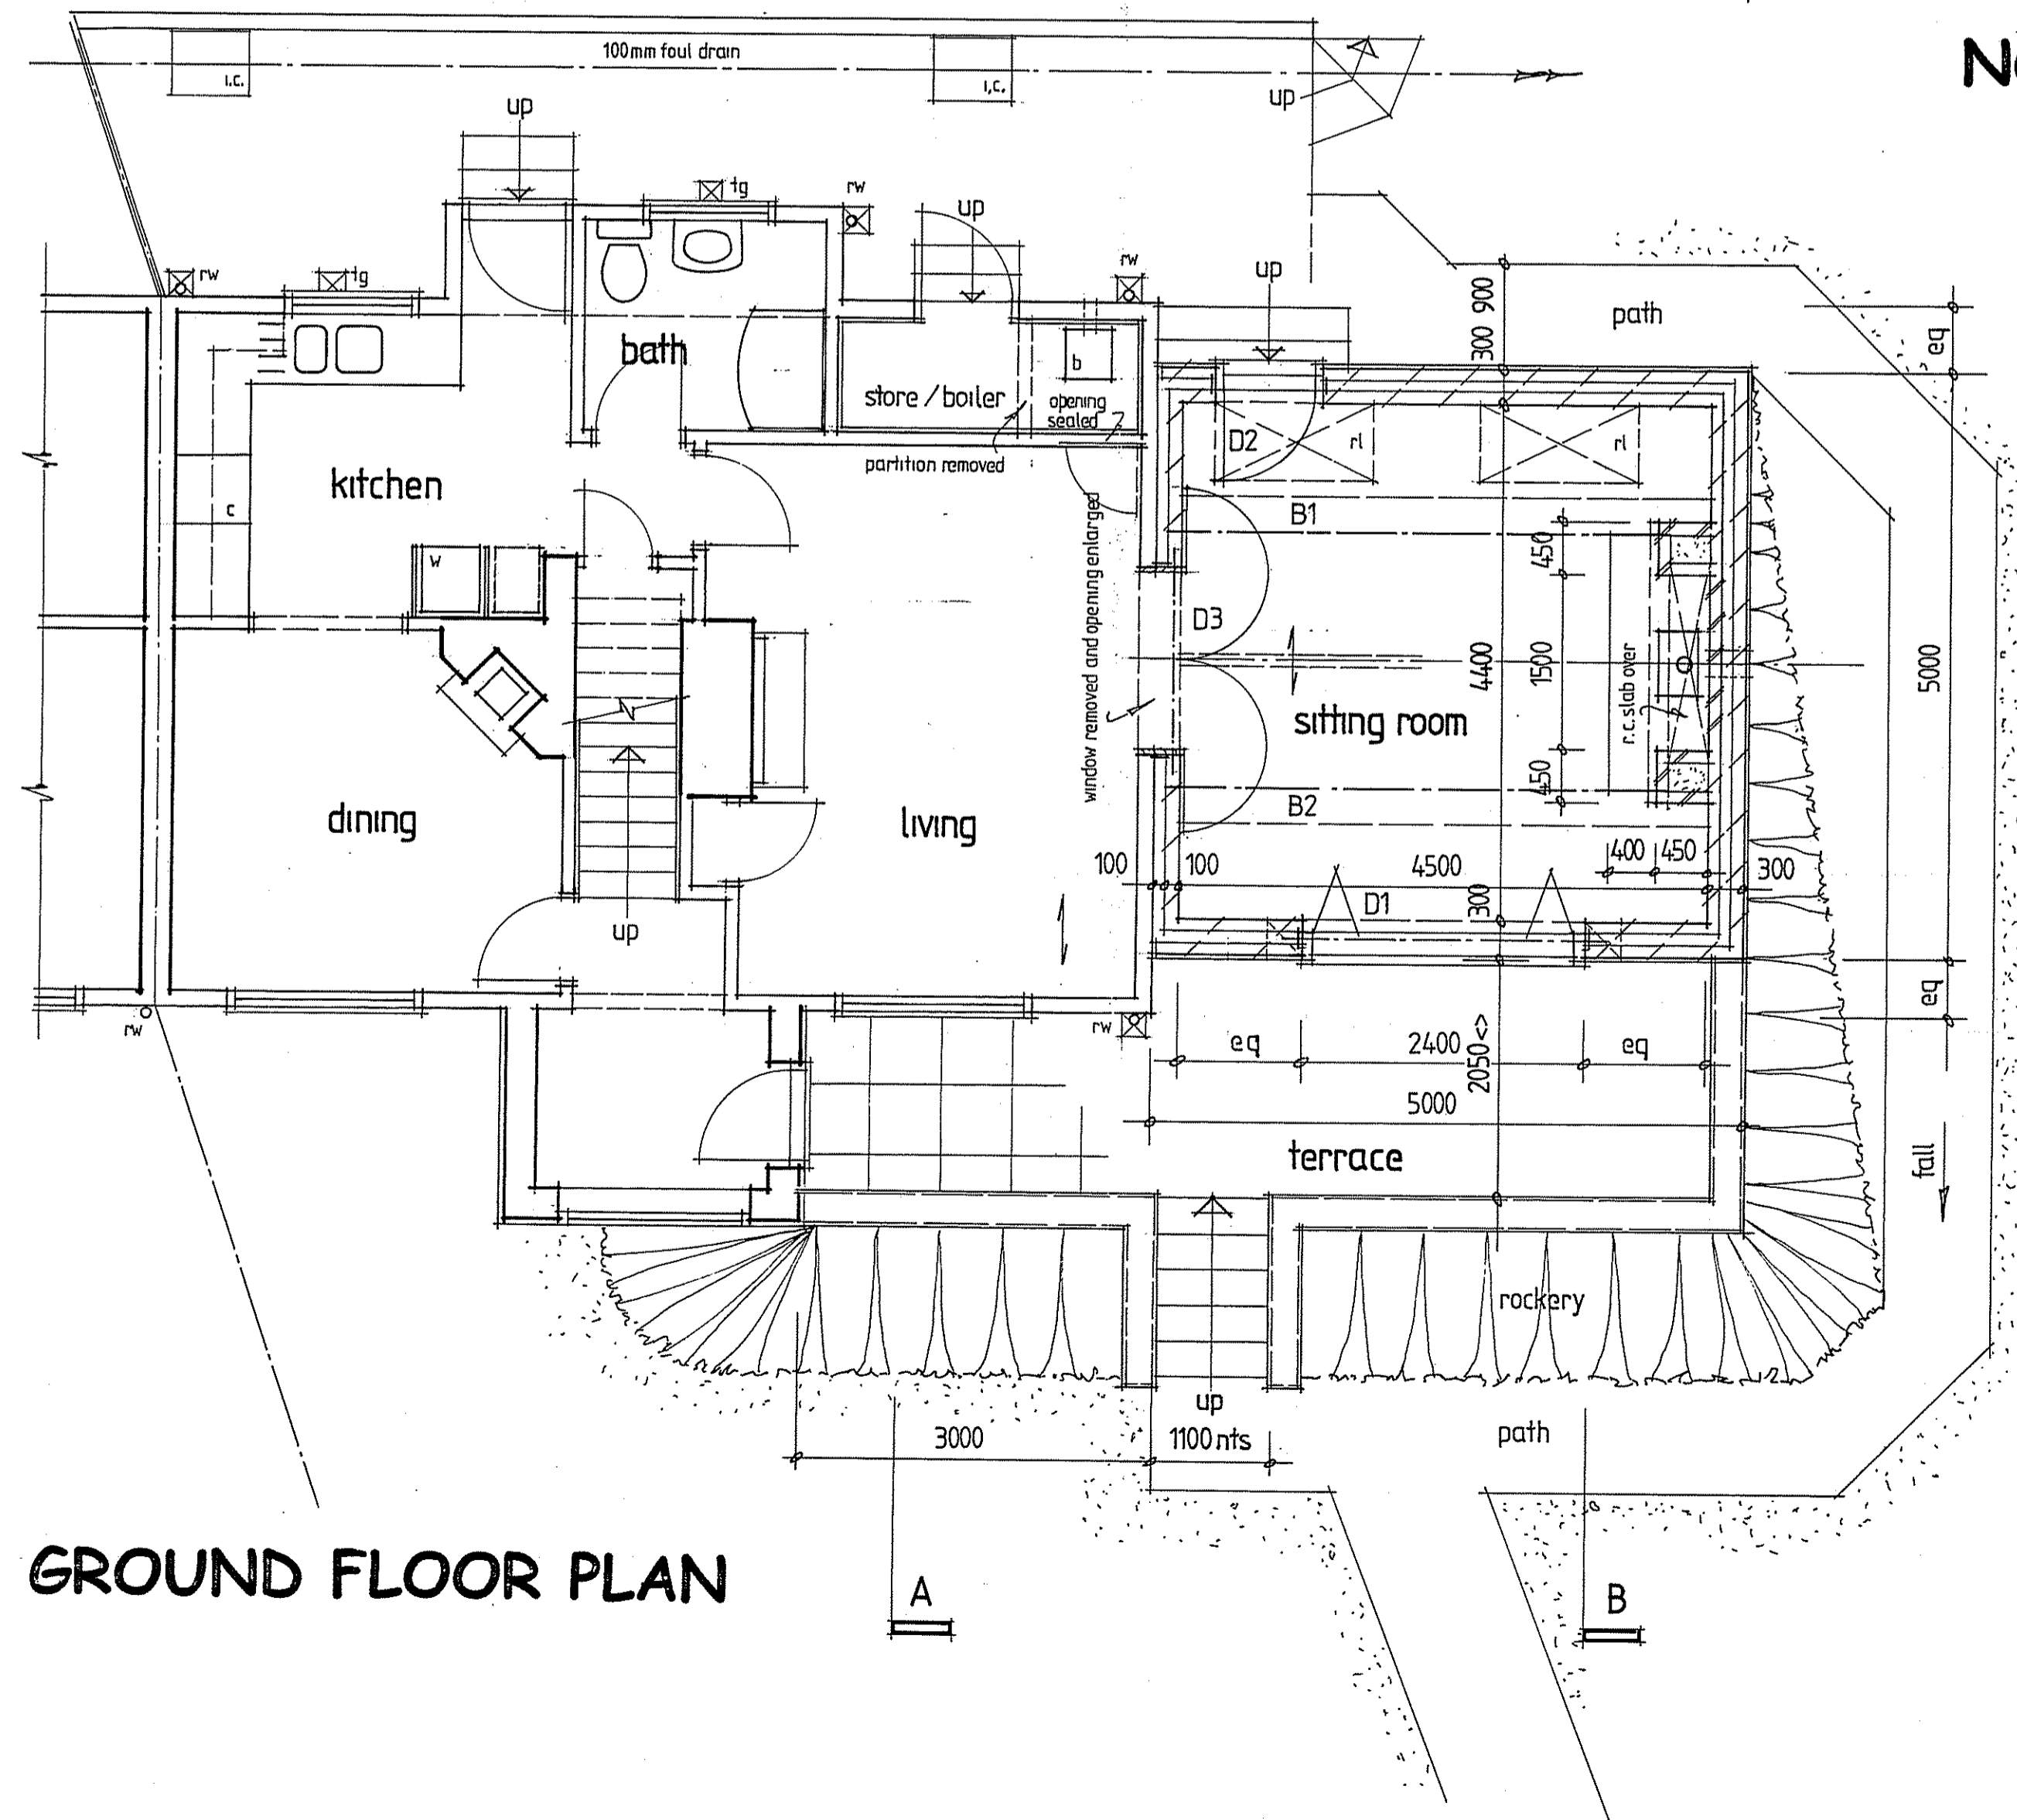 100mm foul drain
N
i.c.
i,c.
up
up
tg
rw
up
rw
tg
rw
up
path
300 900
eq
bath
b
store / boiler
opening
sealed
D2
rl
rl
partition removed
kitchen
c
B1
w
450
window removed and opening enlarged
D3
4400
1500
r.c. slab over
5000
sitting room
450
B2
dining
living
100
100
4500
400
450
300
300
D1
up
eq
rw
rw
eq
2400
eq
2050<>
5000
terrace
fall
rockery
up
3000
1100 nts
path
GROUND FLOOR PLAN
A
B